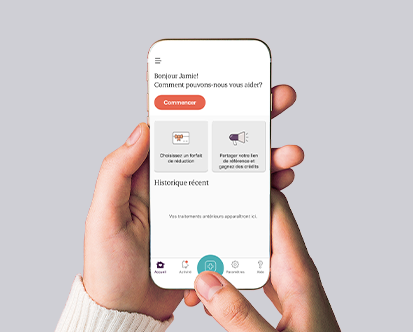 Bonjour Jamie!
Comment pouvons-nous vous aider?
Commencer
Choisissez un forfait
de réduction
Partager notre lien
de référence et
gagnez des crédits
Historique récent
Vos traitements antérieurs apparaîtront ici.
Accueil
Activité
Paramètres
Aide